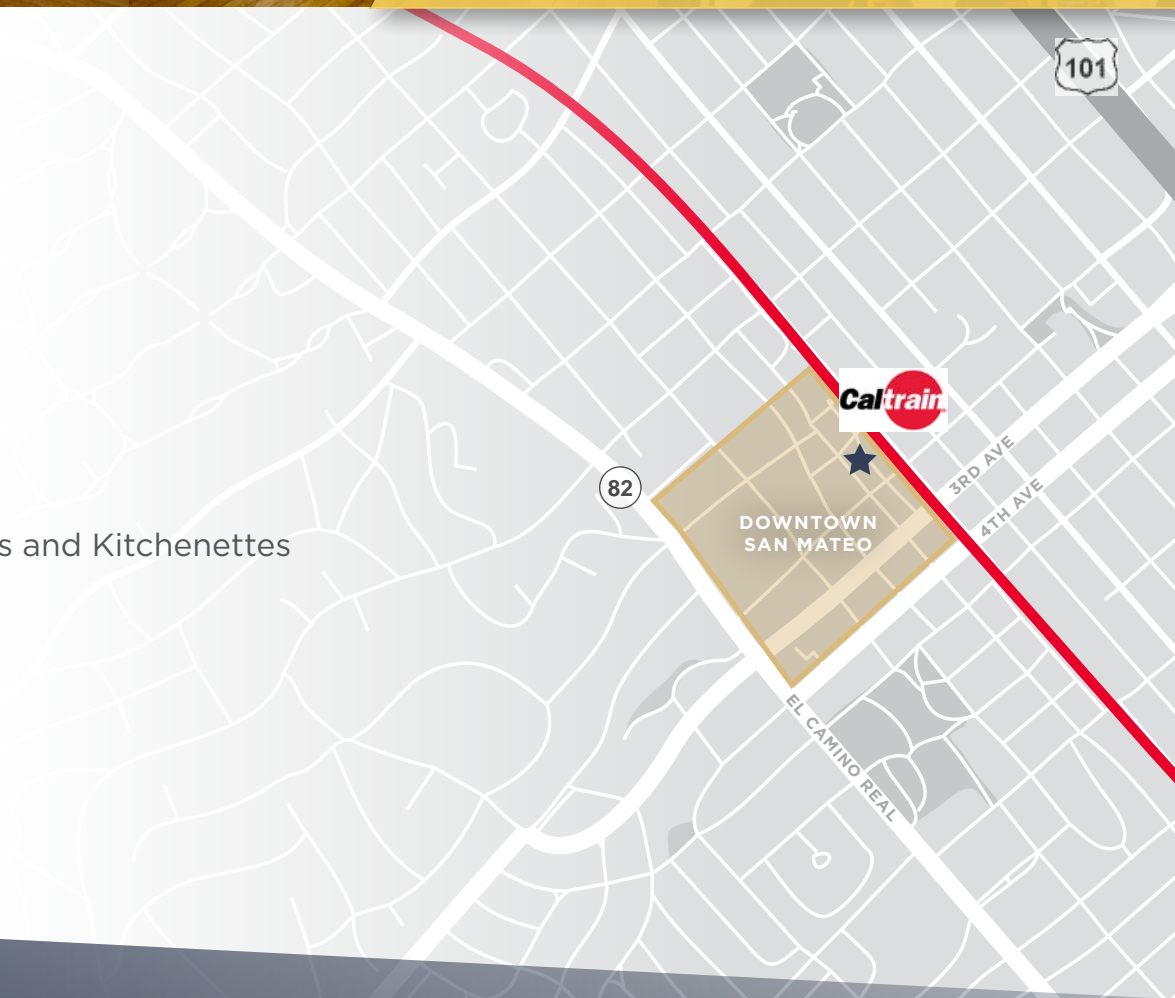 101
Caltrain
3RD AVE
4TH AVE
82
DOWNTOWN
SAN MATEO
s and Kitchenettes
EL CAMINO REAL